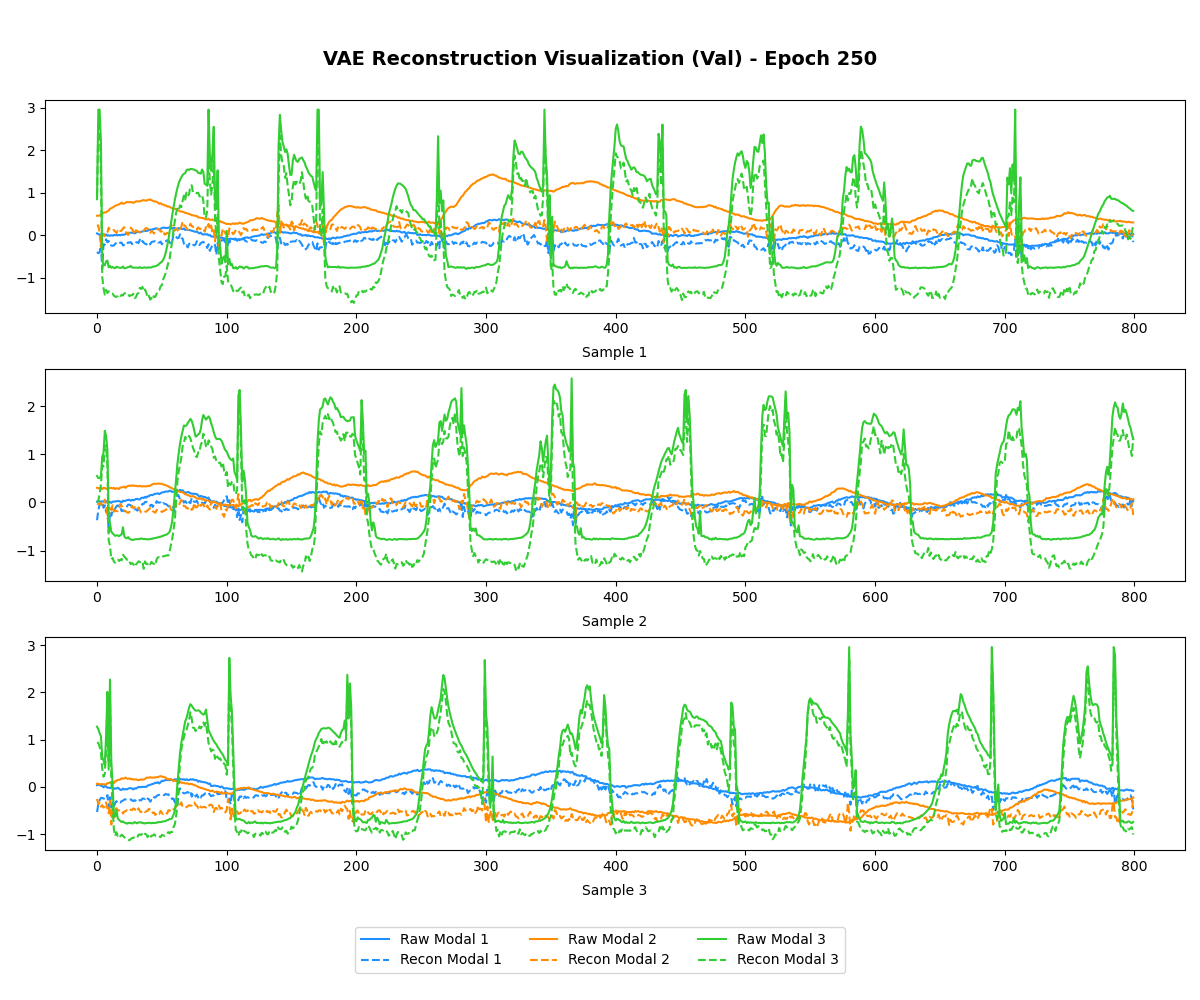 VAE Reconstruction Visualization (Val) - Epoch 250
3
2
1
0
−1
0 100 200 300 400 500 600 700 800
Sample 1
2
1
0
−1
0 100 200 300 400 500 600 700 800
Sample 2
3
2
1
0
−1
0 100 200 300 400 500 600 700 800
Sample 3
Raw Modal 1 Raw Modal 2 Raw Modal 3
Recon Modal 1 Recon Modal 2 Recon Modal 3